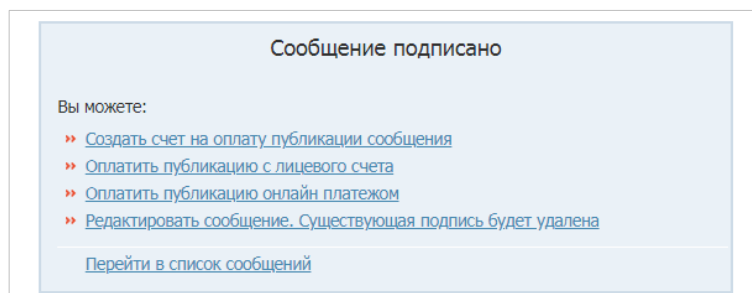 Сообщение подписано
Вы можете:
Создать счет на оплату публикации сообщения
Оплатить публикацию с лицевого счета
Оплатить публикацию онлайн платежом
Редактировать сообщение. Существующая подпись будет удалена
Перейти в список сообщений